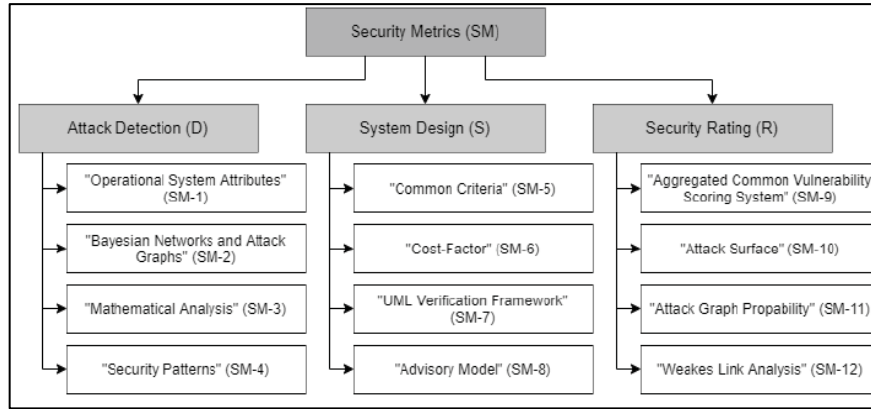 Security Metrics (SM)
Attack Detection (D)
System Design (S)
Security Rating (R)
"Operational System Attributes"
(SM-1)
"Bayesian Networks and Attack
Graphs" (SM-2)
"Mathematical Analysis" (SM-3)
"Security Patterns" (SM-4)
"Common Criteria" (SM-5)
"Cost-Factor" (SM-6)
"UML Verification Framework"
(SM-7)
"Advisory Model" (SM-8)
"Aggregated Common Vulnerability
Scoring System" (SM-9)
"Attack Surface" (SM-10)
"Attack Graph Propability" (SM-11)
"Weakes Link Analysis" (SM-12)